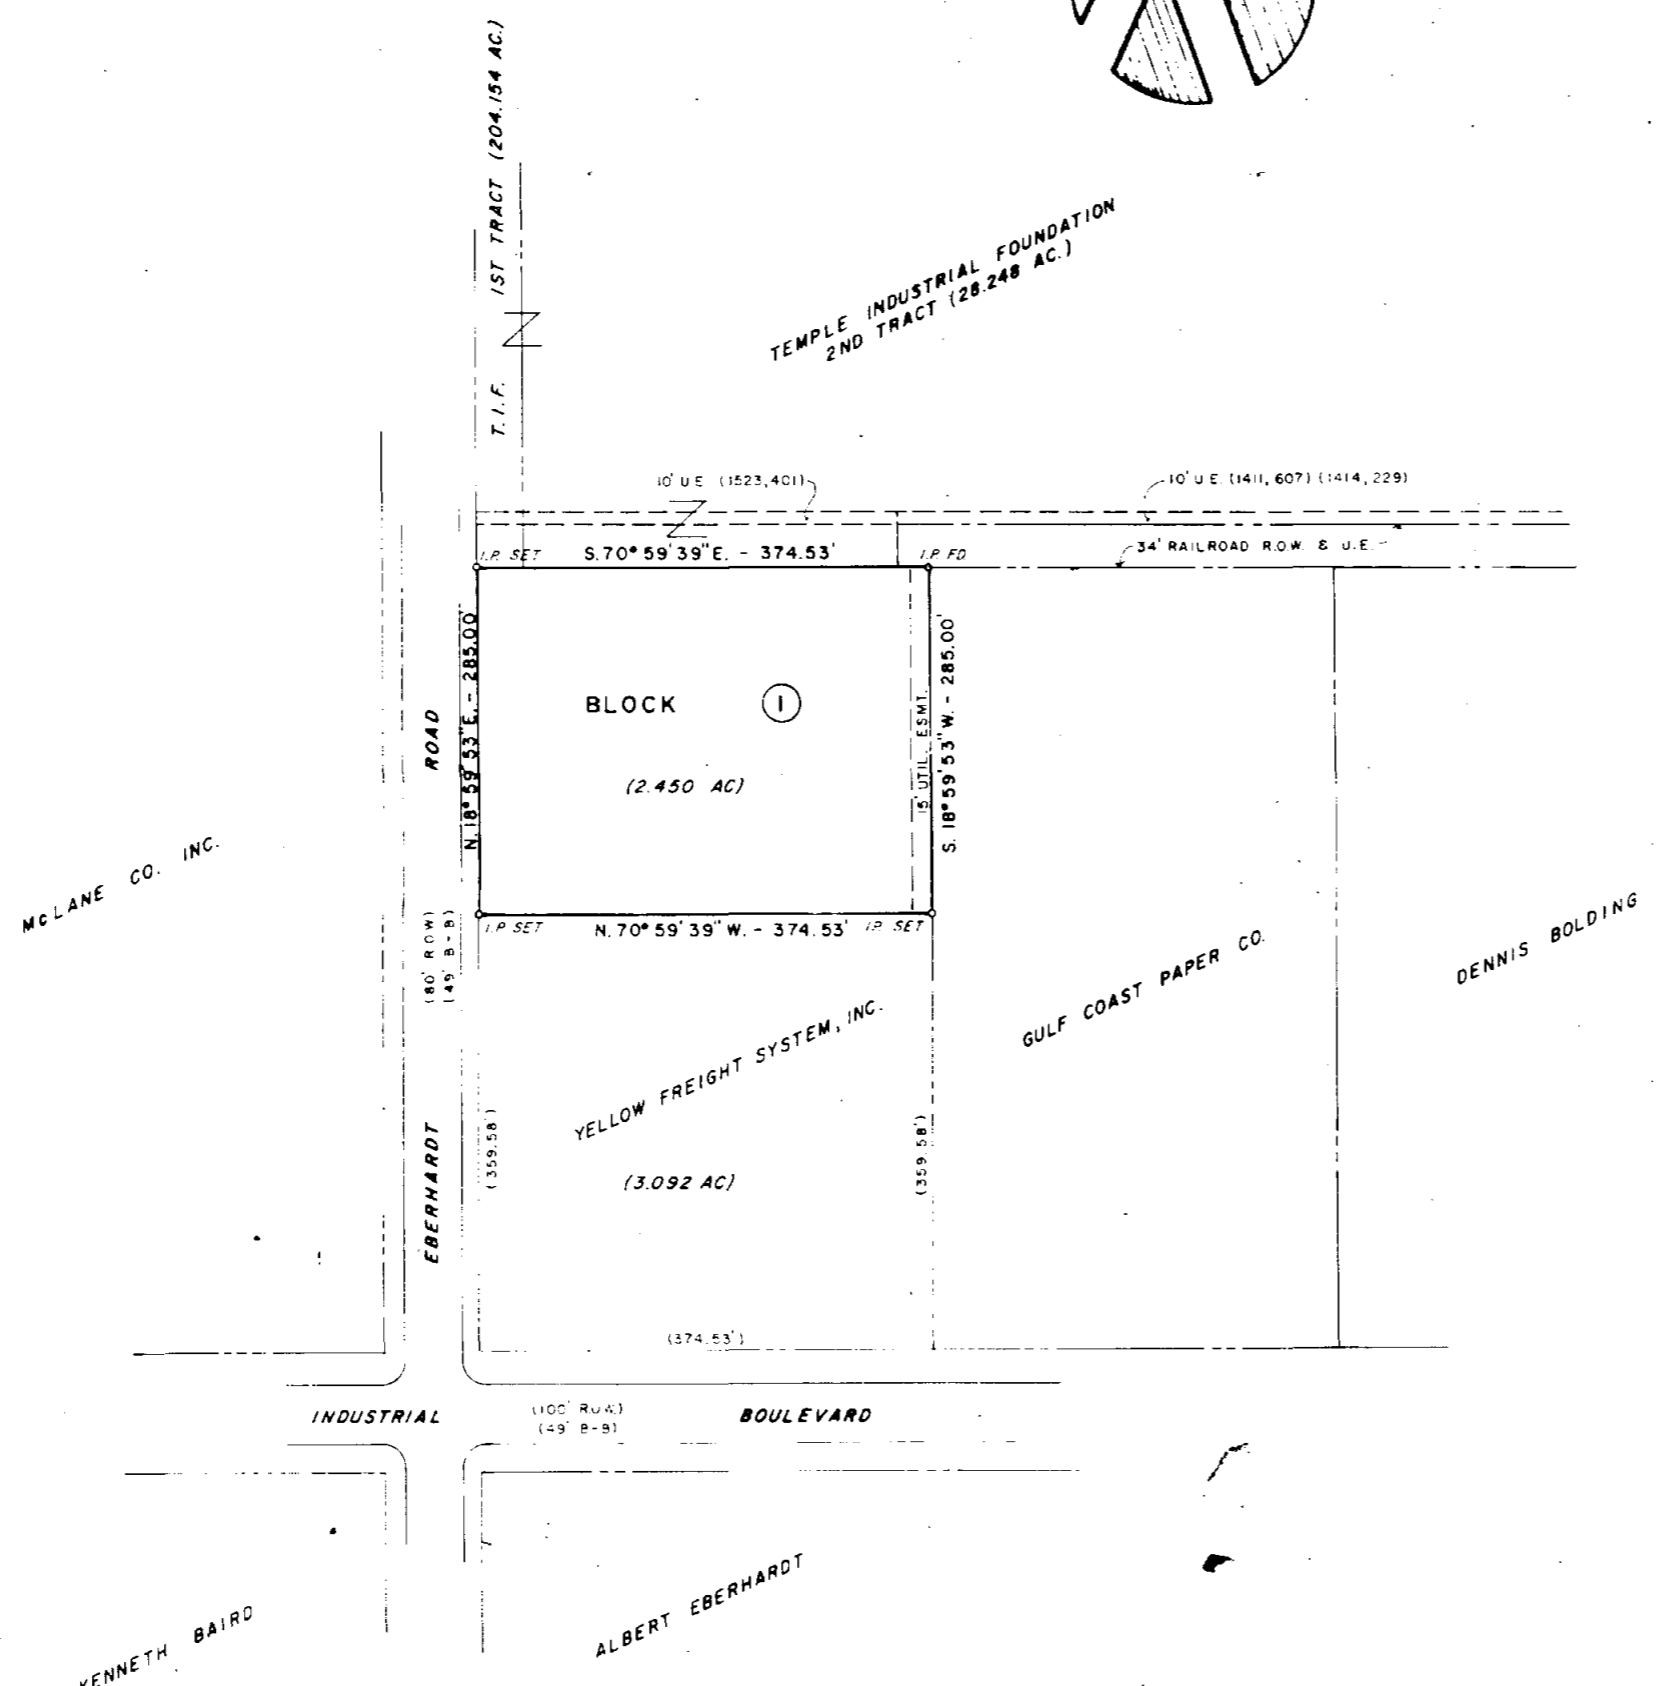 T.I.F. 1ST TRACT (204.154 AC.)
TEMPLE INDUSTRIAL FOUNDATION
2ND TRACT (28.248 AC.)
10' U E (1523,401)
10' U.E. (1411, 607) (1414, 229)
I.P. SET
S. 70° 59' 39" E. - 374.53'
I.P. FD
34' RAILROAD R.O.W. & U.E.
N. 18° 59' 53" E. - 285.00'
BLOCK 1
(2.450 AC)
15' UTIL. ESMT.
S. 18° 59' 53" W. - 285.00'
ROAD
McLANE CO. INC.
I.P. SET
N. 70° 59' 39" W. - 374.53'
I.P. SET
(80' ROW)
(49' B-B)
YELLOW FREIGHT SYSTEM, INC.
GULF COAST PAPER CO.
DENNIS BOLDING
EBERHARDT
(359.58')
(3.092 AC)
(359.58')
(374.53')
INDUSTRIAL
(100' R.O.W.)
(49' B-B)
BOULEVARD
KENNETH BAIRD
ALBERT EBERHARDT